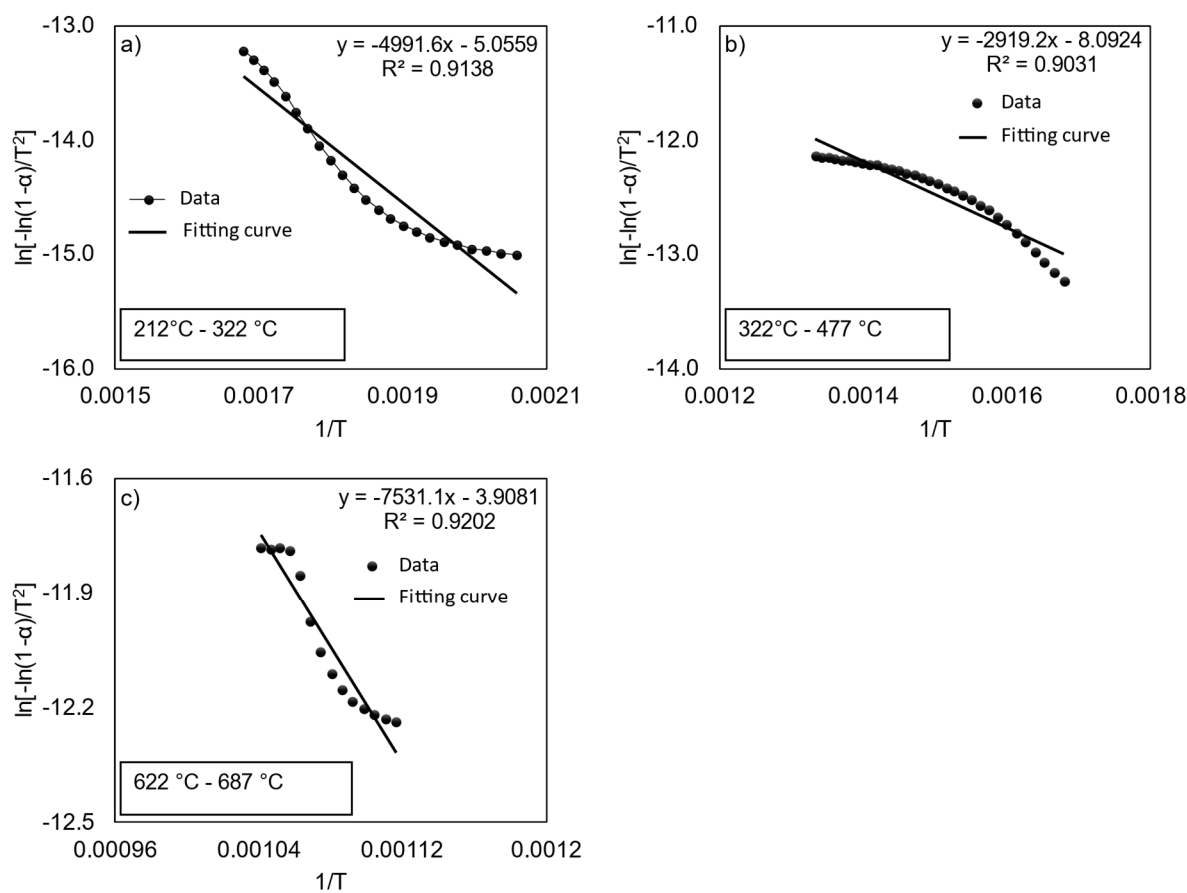 a)
y = -4991.6x - 5.0559
R² = 0.9138
-13.0
-14.0
-15.0
-16.0
ln[-ln(1-α)/T²]
Data
Fitting curve
212°C - 322 °C
0.0015
0.0017
0.0019
0.0021
1/T
b)
y = -2919.2x - 8.0924
R² = 0.9031
-11.0
-12.0
-13.0
-14.0
ln[-ln(1-α)/T²]
Data
Fitting curve
322°C - 477 °C
0.0012
0.0014
0.0016
0.0018
1/T
c)
y = -7531.1x - 3.9081
R² = 0.9202
-11.6
-11.9
-12.2
-12.5
ln[-ln(1-α)/T²]
Data
Fitting curve
622 °C - 687 °C
0.00096
0.00104
0.00112
0.0012
1/T